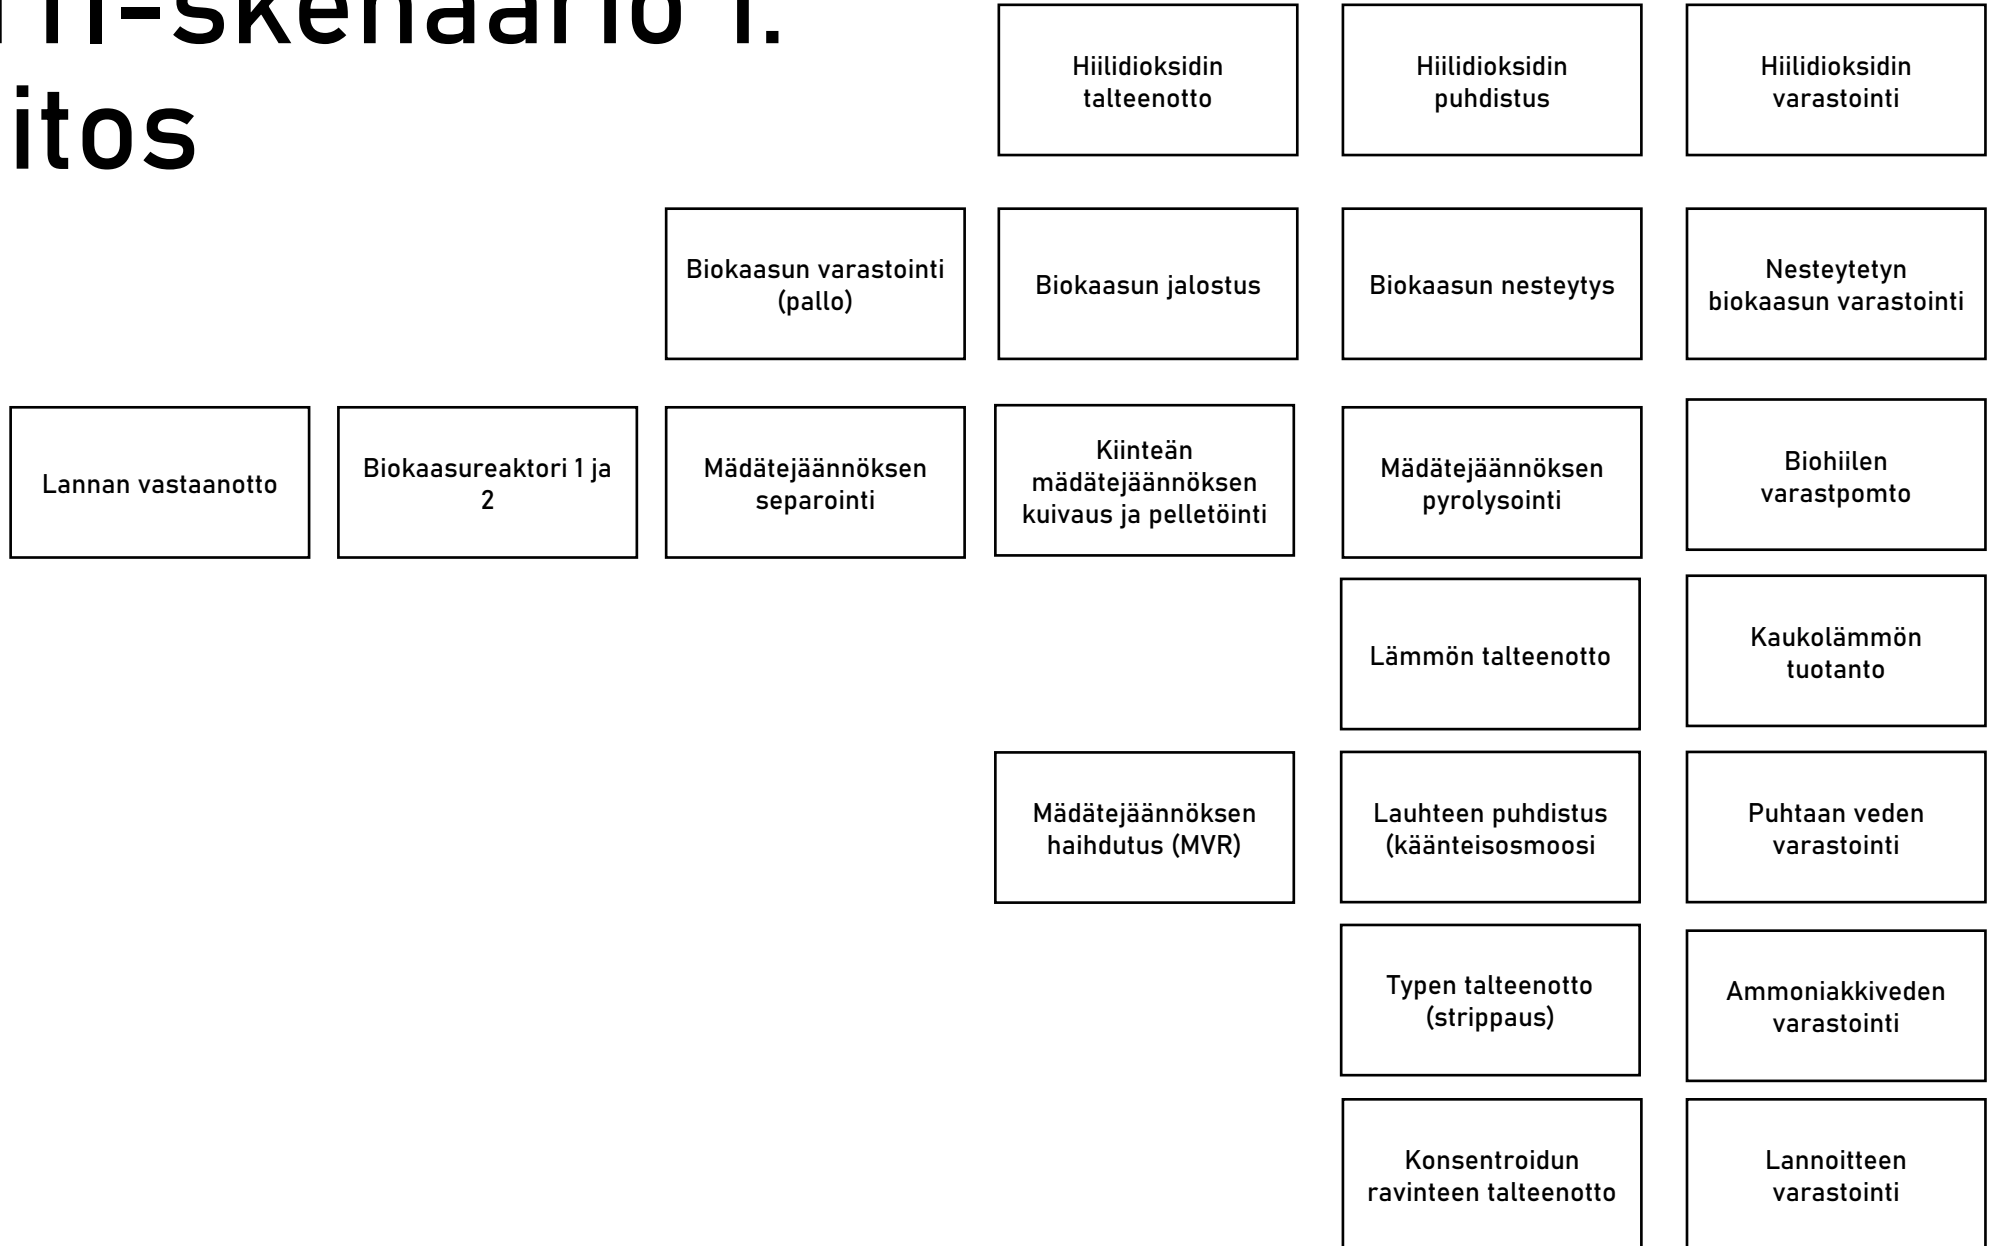 -skenaario 1.
itos
Hiilidioksidin
talteenotto
Hiilidioksidin
puhdistus
Hiilidioksidin
varastointi
Biokaasun varastointi
(pallo)
Biokaasun jalostus
Biokaasun nesteytys
Nesteytetyn
biokaasun varastointi
Lannan vastaanotto
Biokaasureaktori 1 ja
2
Mädätejäännöksen
separointi
Kiinteän
mädätejäännöksen
kuivaus ja pelletöinti
Mädätejäännöksen
pyrolysointi
Biohiilen
varastpomto
Lämmön talteenotto
Kaukolämmön
tuotanto
Mädätejäännöksen
haihdutus (MVR)
Lauhteen puhdistus
(käänteisosmoosi
Puhtaan veden
varastointi
Typen talteenotto
(strippaus)
Ammoniakkiveden
varastointi
Konsentroidun
ravinteen talteenotto
Lannoitteen
varastointi